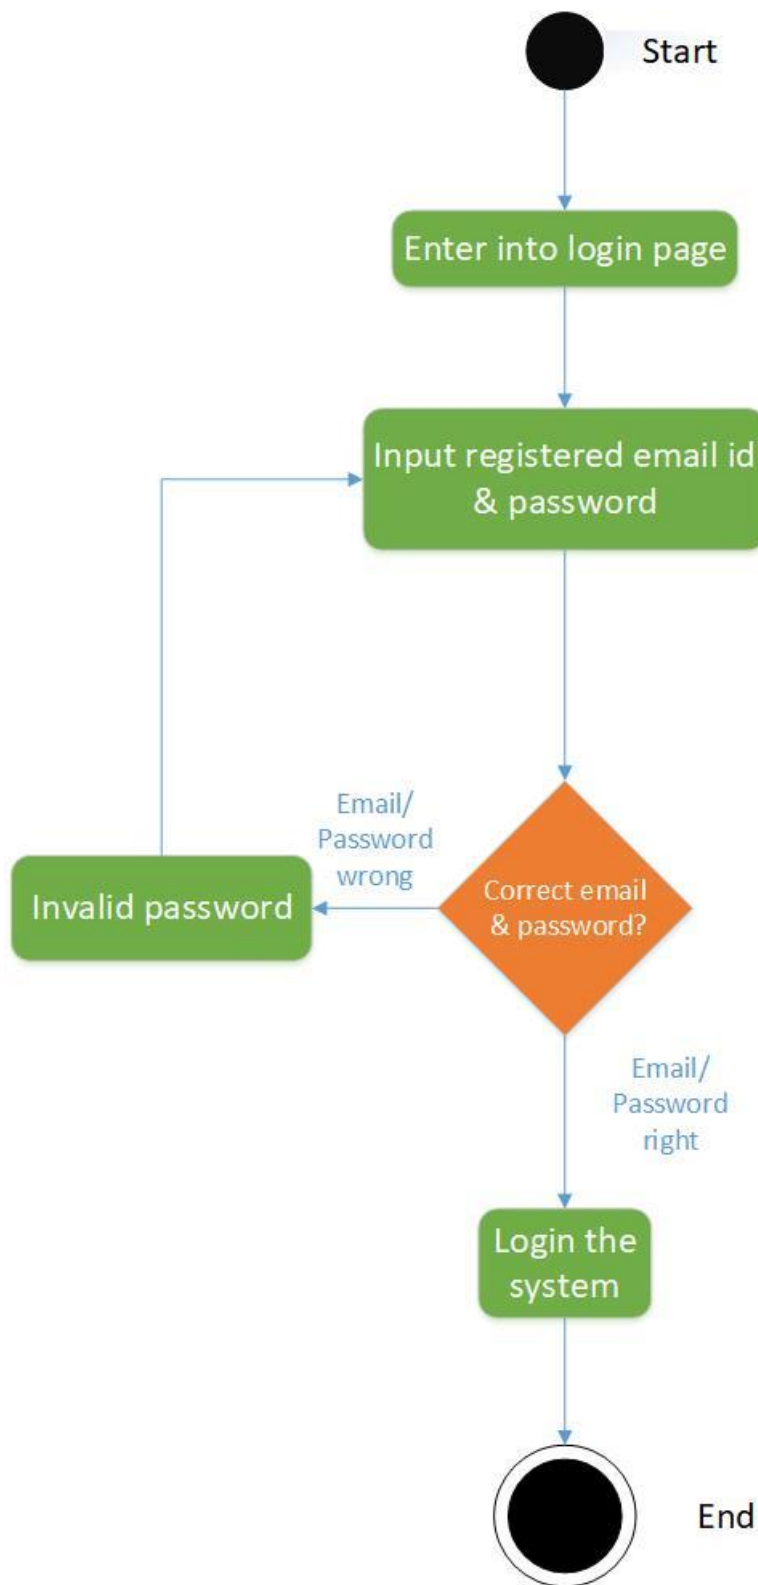 Start
Enter into login page
Input registered email id
& password
Email/
Password
wrong
Invalid password
Correct email
& password?
Email/
Password
right
Login the
system
End